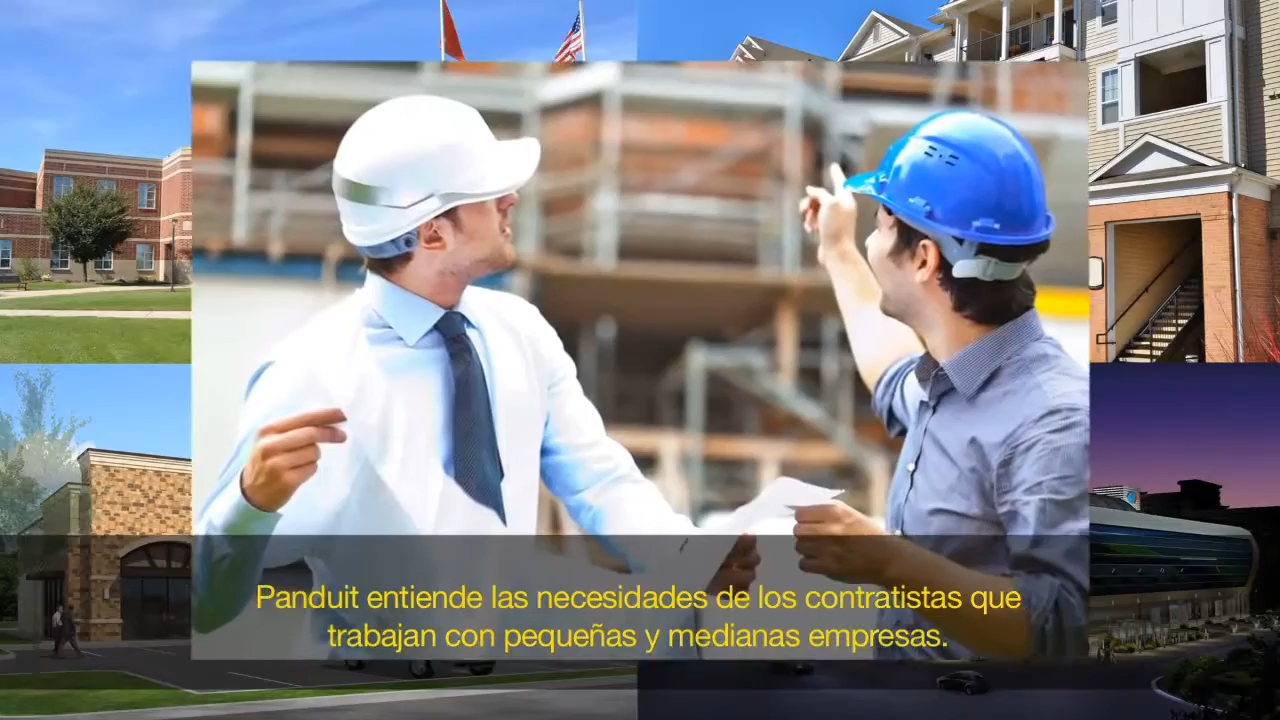 Panduit entiende las necesidades de los contratistas que
trabajan con pequeñas y medianas empresas.